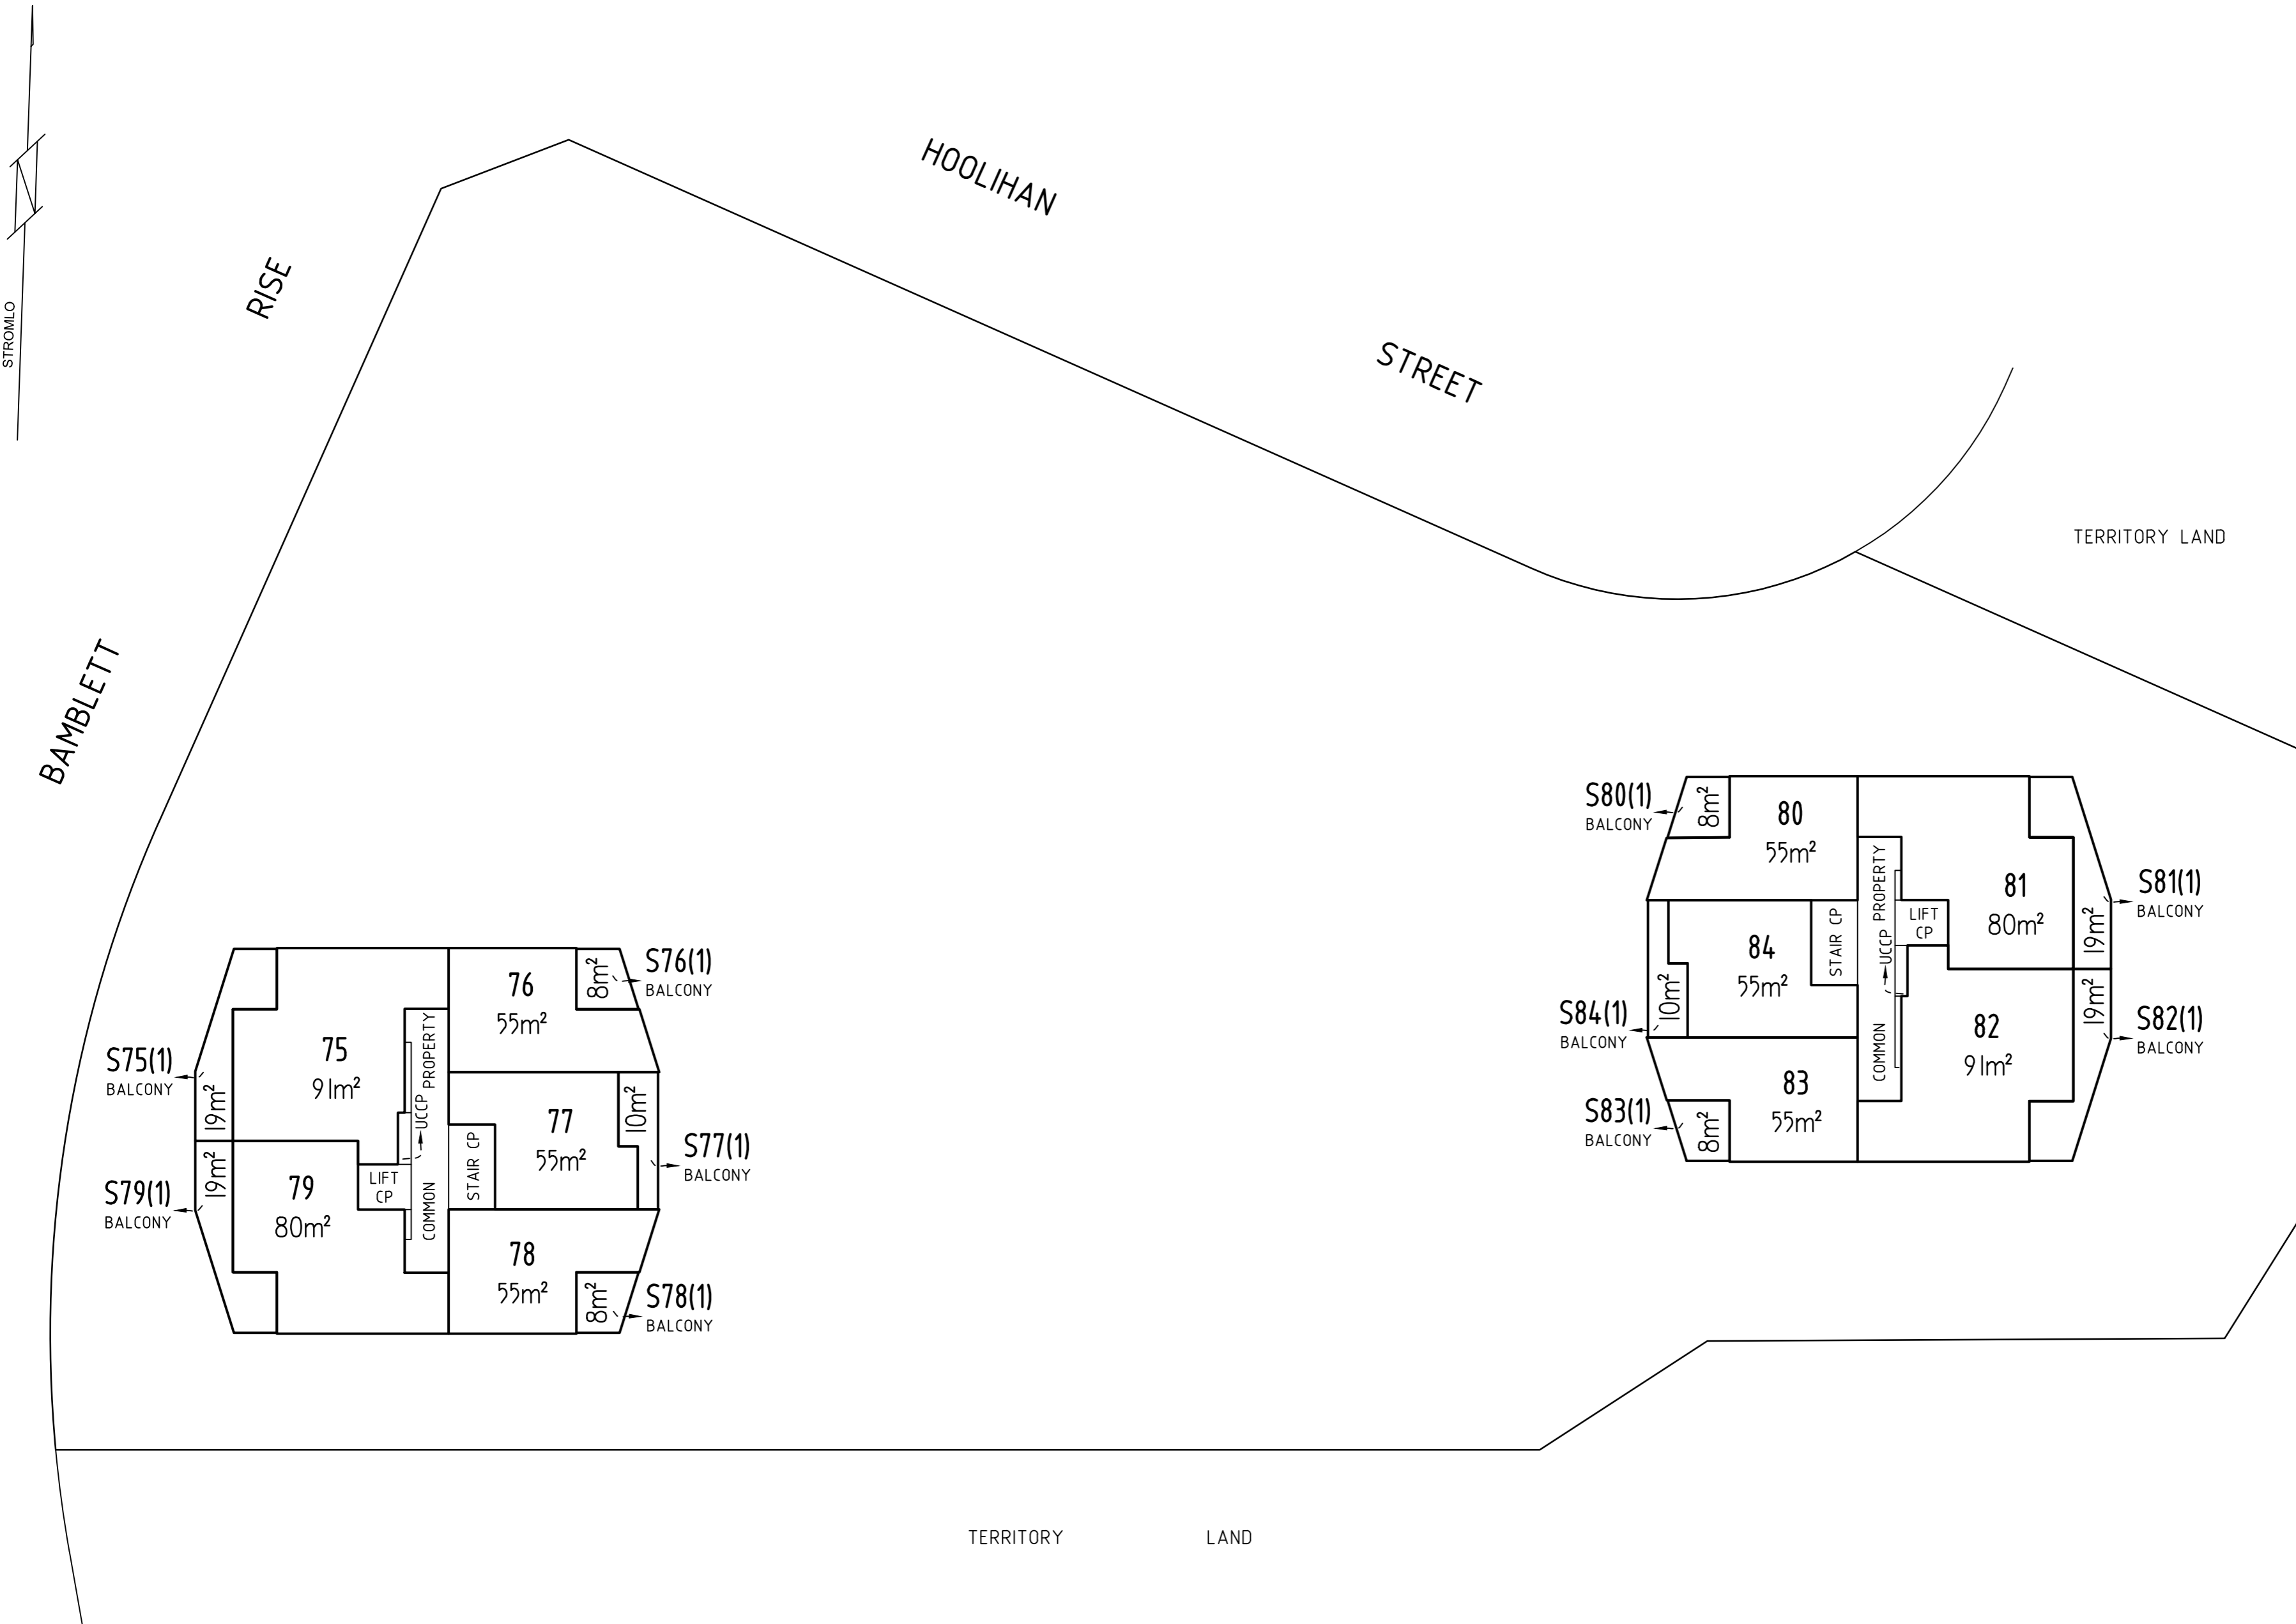 HOOLIHAN
STREET
RISE
BAMBLETT
STROMLO
TERRITORY LAND
S80(1)
BALCONY
8m²
80
55m²
81
80m²
S81(1)
BALCONY
19m²
COMMON PROPERTY
UCCP
LIFT
CP
STAIR CP
84
55m²
10m²
S84(1)
BALCONY
82
91m²
19m²
S82(1)
BALCONY
83
55m²
8m²
S83(1)
BALCONY
76
55m²
8m²
S76(1)
BALCONY
75
91m²
S75(1)
BALCONY
19m²
COMMON PROPERTY
UCCP
77
55m²
10m²
S77(1)
BALCONY
STAIR CP
LIFT
CP
79
80m²
19m²
S79(1)
BALCONY
78
55m²
8m²
S78(1)
BALCONY
TERRITORY LAND